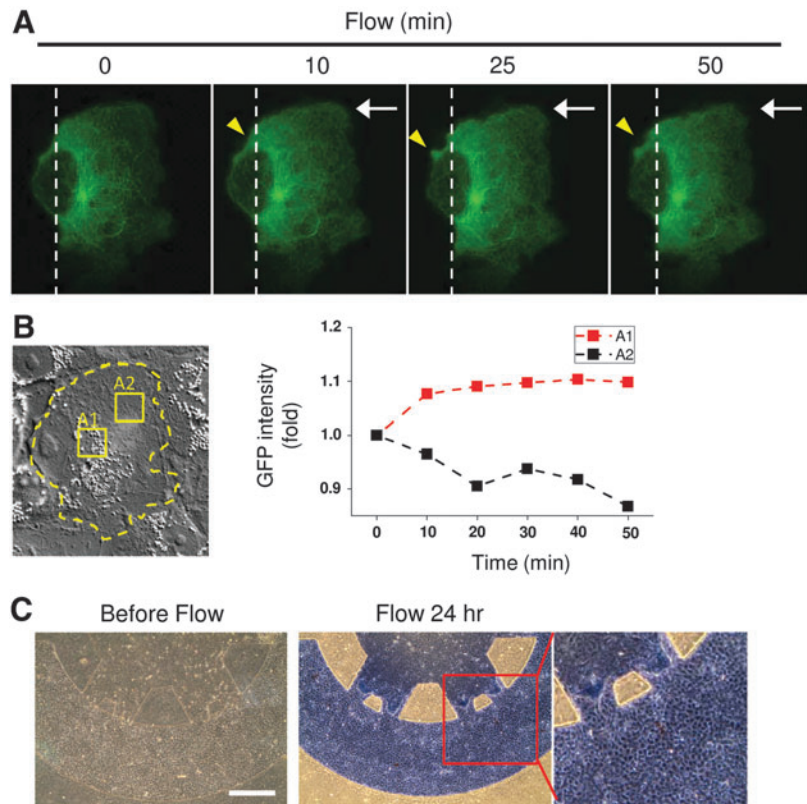 A
Flow (min)
0 10 25 50
B
A2
A1
1.2
1.1
1.0
0.9
GFP intensity
(fold)
A1
A2
0 10 20 30 40 50
Time (min)
C
Before Flow
Flow 24 hr